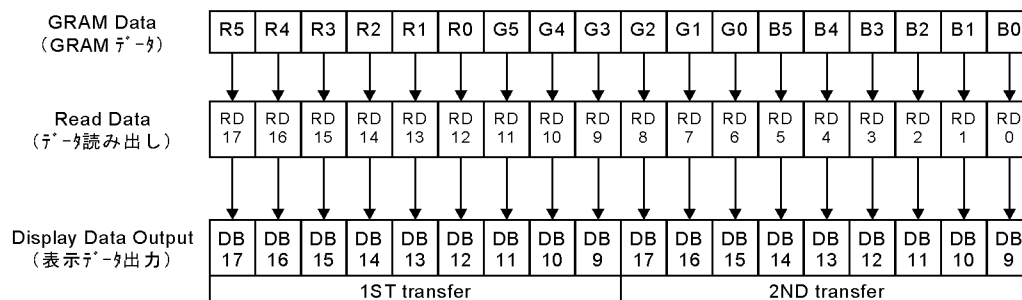 GRAM Data
（GRAM ﾃﾞｰﾀ）
R5 R4 R3 R2 R1 R0 G5 G4 G3 G2 G1 G0 B5 B4 B3 B2 B1 B0
Read Data
（ﾃﾞｰﾀ読み出し）
RD RD RD RD RD RD RD RD RD RD RD RD RD RD RD RD RD RD
17 16 15 14 13 12 11 10 9 8 7 6 5 4 3 2 1 0
Display Data Output
（表示ﾃﾞｰﾀ出力）
DB DB DB DB DB DB DB DB DB DB DB DB DB DB DB DB DB DB
17 16 15 14 13 12 11 10 9 17 16 15 14 13 12 11 10 9
1ST transfer 2ND transfer